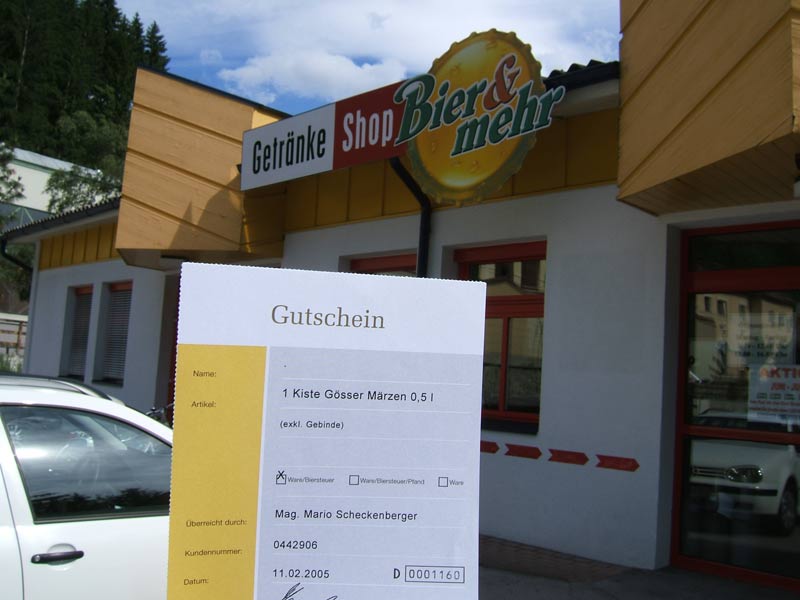 Getränke Shop Bier & mehr
Gutschein
Name: .
Artikel: 1 Kiste Gösser Märzen 0,5 l
(exkl. Gebinde)
X Ware/Biersteuer Ware/Biersteuer/Pfand Ware
Überreicht durch: Mag. Mario Scheckenberger
Kundennummer: 0442906
Datum: 11.02.2005 D 0001160
AKTI